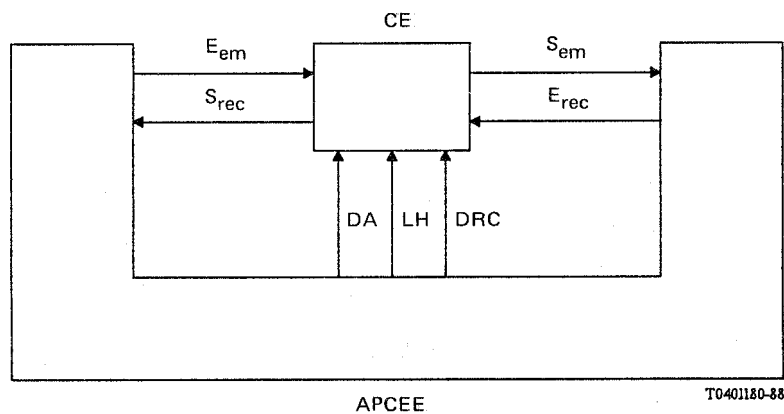 CE
E_em
S_em
S_rec
E_rec
DA LH DRC
T0401180-88
APCEE